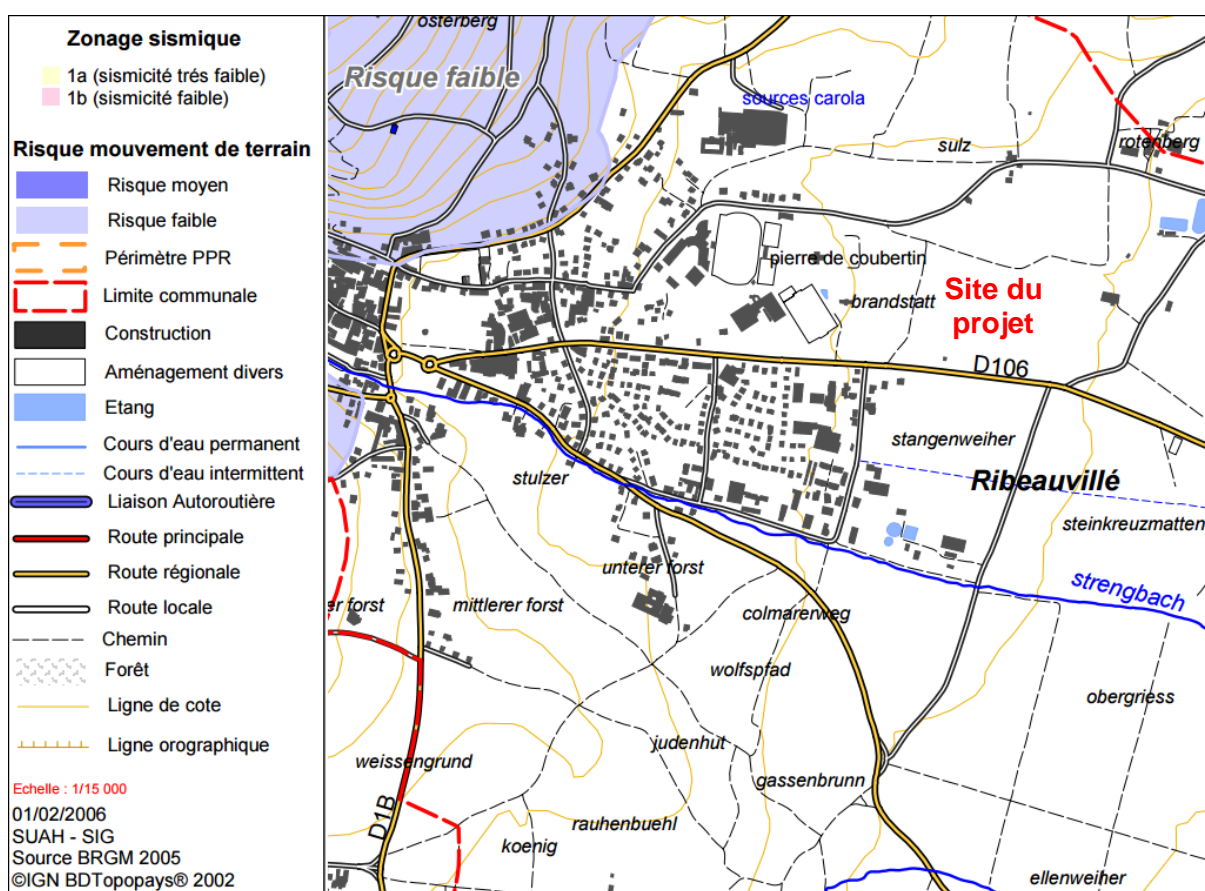 Zonage sismique
1a (sismicité trés faible)
1b (sismicité faible)
Risque mouvement de terrain
Risque moyen
Risque faible
Périmètre PPR
Limite communale
Construction
Aménagement divers
Etang
Cours d'eau permanent
Cours d'eau intermittent
Liaison Autoroutière
Route principale
Route régionale
Route locale
Chemin
Forêt
Ligne de cote
Ligne orographique
Echelle : 1/15 000
01/02/2006
SUAH - SIG
Source BRGM 2005
©IGN BDTopopays® 2002
osterberg
Risque faible
sources carola
sulz
rotenberg
pierre de coubertin
brandstatt
Site du
projet
D106
stangenweiher
Ribeauvillé
steinkreuzmatten
stulzer
unterer forst
strengbach
er forst
mittlerer forst
colmarerweg
wolfspfad
obergriess
judenhut
weissengrund
gassenbrunn
D1B
rauhenbuehl
koenig
ellenweiher